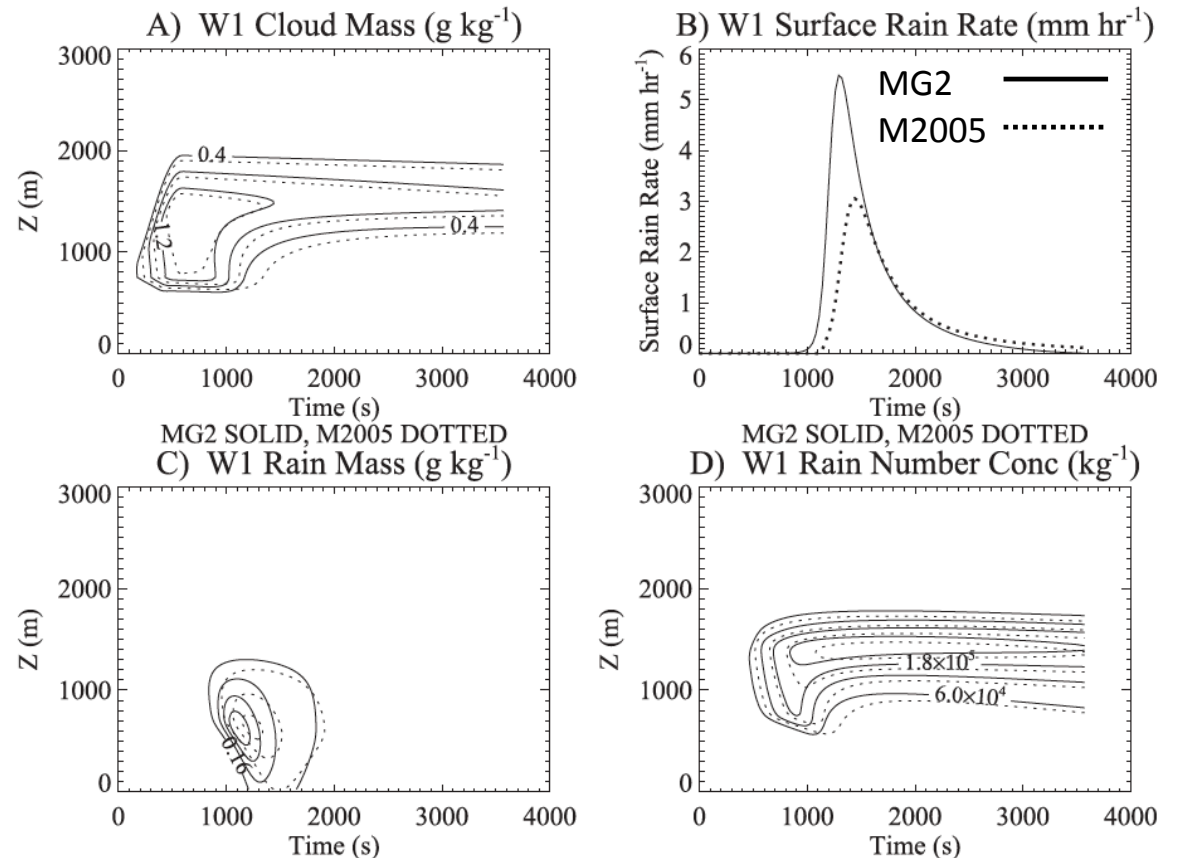 A) W1 Cloud Mass (g kg⁻¹)
3000
2000
1000
0
Z (m)
0.4
1.2
0.4
0 1000 2000 3000 4000
Time (s)
MG2 SOLID, M2005 DOTTED
B) W1 Surface Rain Rate (mm hr⁻¹)
6
5
4
3
2
1
0
Surface Rain Rate (mm hr⁻¹)
MG2
M2005
0 1000 2000 3000 4000
Time (s)
MG2 SOLID, M2005 DOTTED
C) W1 Rain Mass (g kg⁻¹)
3000
2000
1000
0
Z (m)
0.16
0 1000 2000 3000 4000
Time (s)
D) W1 Rain Number Conc (kg⁻¹)
3000
2000
1000
0
Z (m)
1.8×10⁵
6.0×10⁴
0 1000 2000 3000 4000
Time (s)